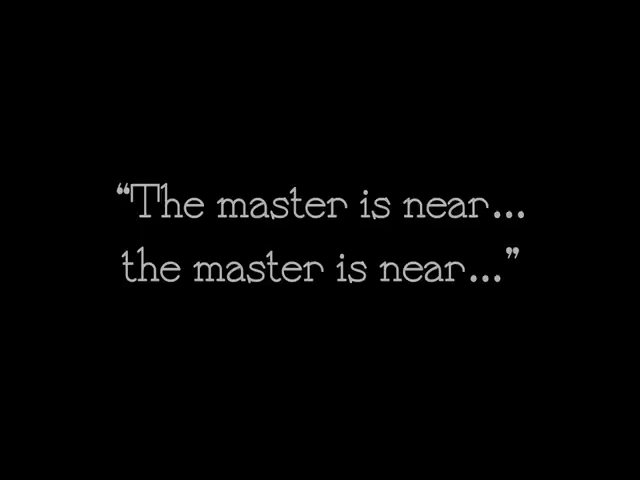 “The master is near...
the master is near...”